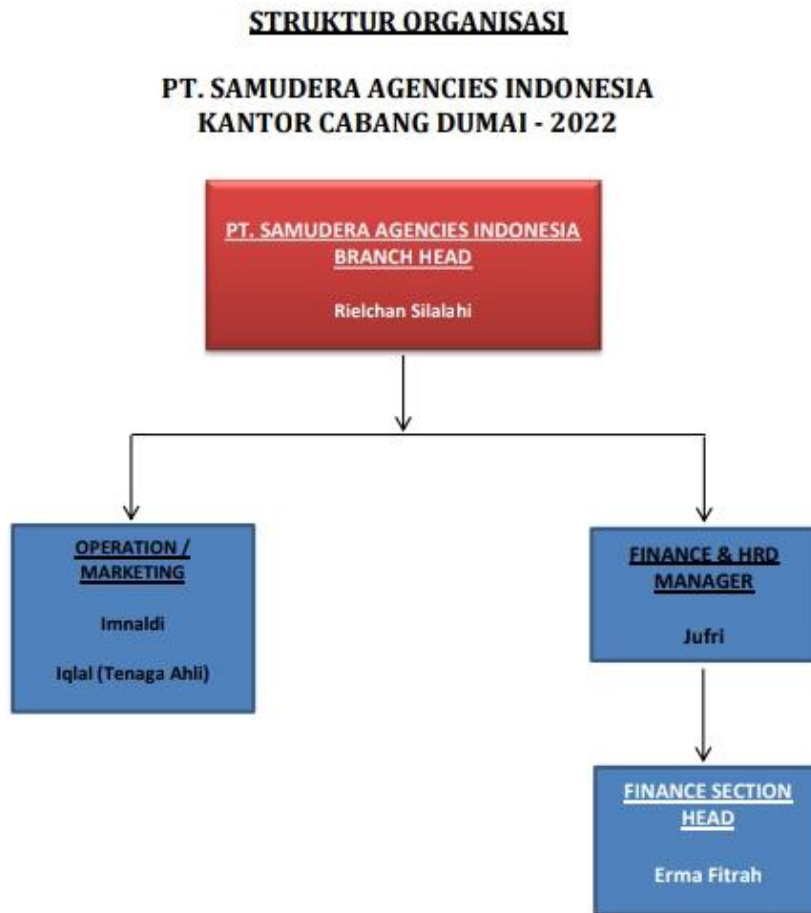 STRUKTUR ORGANISASI
PT. SAMUDERA AGENCIES INDONESIA
KANTOR CABANG DUMAI - 2022
PT. SAMUDERA AGENCIES INDONESIA
BRANCH HEAD
Rielchan Silalahi
OPERATION /
MARKETING
Imnaldi
Iqlal (Tenaga Ahli)
FINANCE & HRD
MANAGER
Jufri
FINANCE SECTION
HEAD
Erma Fitrah